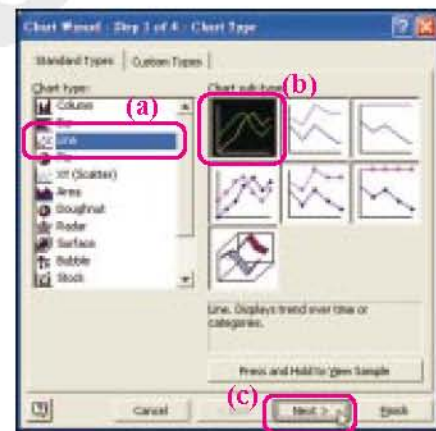 Chart Wizard - Step 1 of 4 - Chart Type
Standard Types
Custom Types
Chart type:
Chart sub-type:
(a)
(b)
Column
Line
XY (Scatter)
Area
Doughnut
Radar
Surface
Bubble
Stock
Line. Displays trend over time or
categories.
Press and Hold to View Sample
(c)
Cancel
Next >
Finish